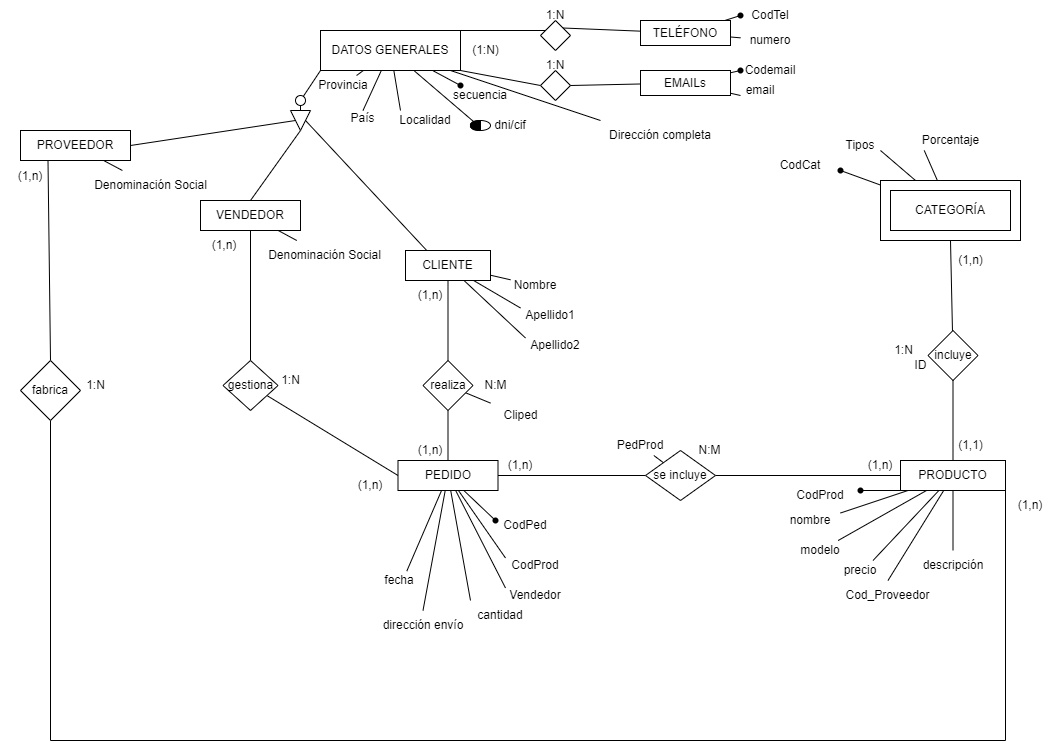 1:N
CodTel
TELÉFONO
numero
DATOS GENERALES
(1:N)
1:N
Codemail
EMAILs
email
Provincia
secuencia
País
Localidad
dni/cif
Dirección completa
PROVEEDOR
(1,n)
Denominación Social
Tipos
Porcentaje
CodCat
CATEGORÍA
(1,n)
VENDEDOR
(1,n)
Denominación Social
CLIENTE
(1,n)
Nombre
Apellido1
Apellido2
1:N
ID
incluye
fabrica
1:N
gestiona
1:N
realiza
N:M
Cliped
(1,n)
PedProd
N:M
(1,1)
(1,n)
PEDIDO
(1,n)
se incluye
(1,n)
PRODUCTO
(1,n)
CodProd
nombre
modelo
precio
Cod_Proveedor
descripción
CodPed
CodProd
Vendedor
cantidad
dirección envío
fecha